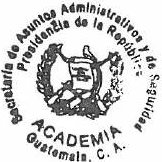 Secretaría de Asuntos Administrativos y de Seguridad
Presidencia de la República
ACADEMIA
Guatemala, C. A.